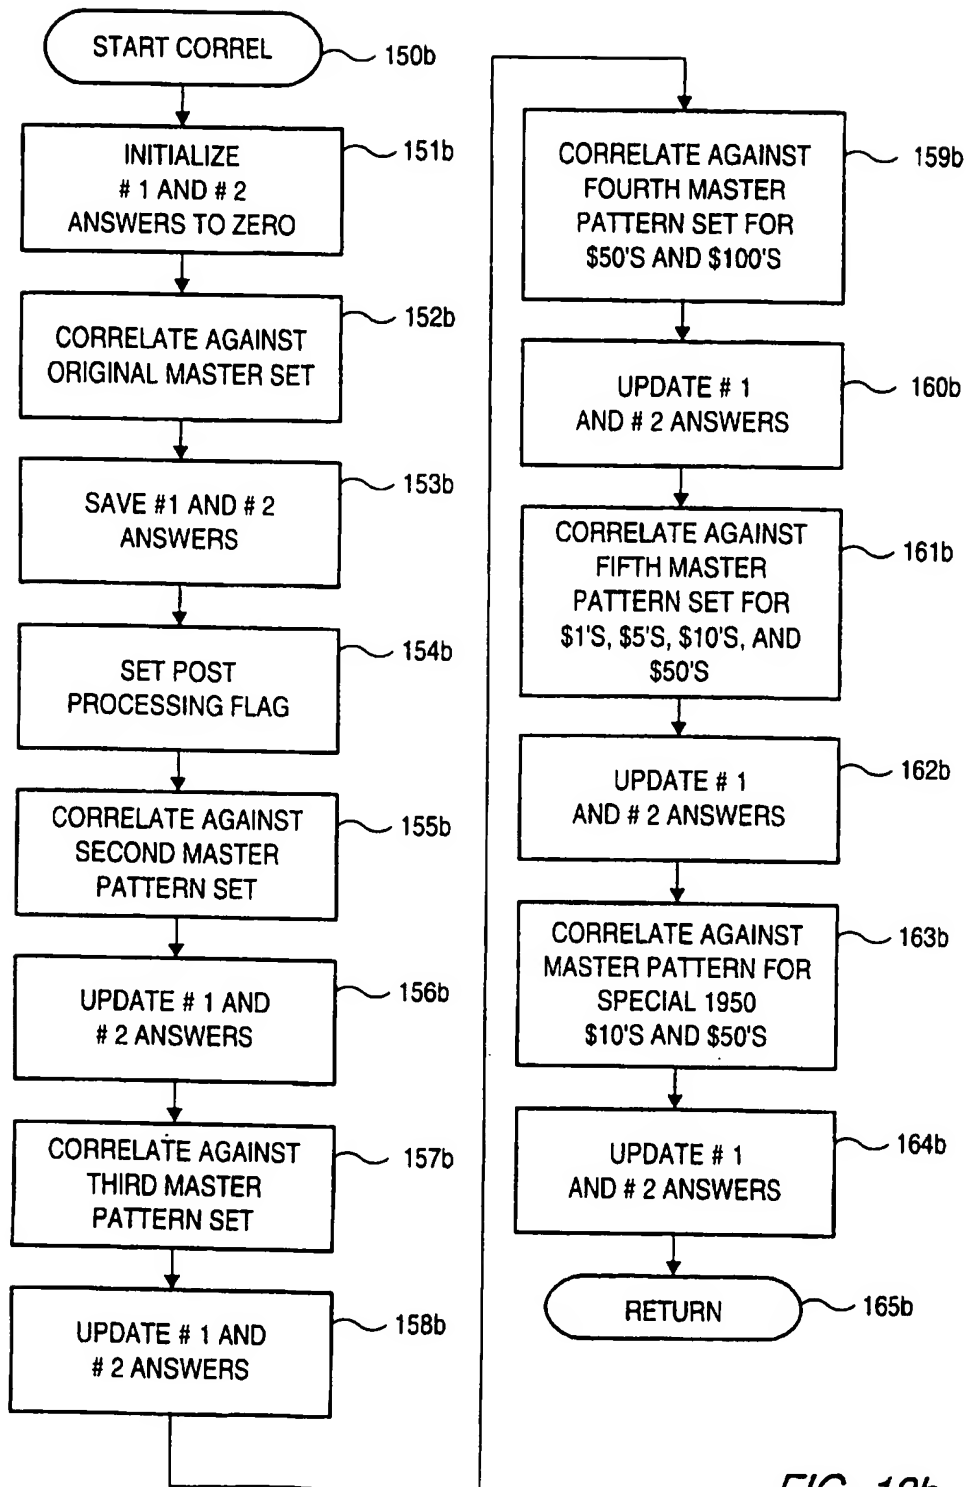 START CORREL
150b
INITIALIZE
# 1 AND # 2
ANSWERS TO ZERO
151b
CORRELATE AGAINST
ORIGINAL MASTER SET
152b
SAVE #1 AND # 2
ANSWERS
153b
SET POST
PROCESSING FLAG
154b
CORRELATE AGAINST
SECOND MASTER
PATTERN SET
155b
UPDATE # 1 AND
# 2 ANSWERS
156b
CORRELATE AGAINST
THIRD MASTER
PATTERN SET
157b
UPDATE # 1 AND
# 2 ANSWERS
158b
CORRELATE AGAINST
FOURTH MASTER
PATTERN SET FOR
$50'S AND $100'S
159b
UPDATE # 1
AND # 2 ANSWERS
160b
CORRELATE AGAINST
FIFTH MASTER
PATTERN SET FOR
$1'S, $5'S, $10'S, AND
$50'S
161b
UPDATE # 1
AND # 2 ANSWERS
162b
CORRELATE AGAINST
MASTER PATTERN FOR
SPECIAL 1950
$10'S AND $50'S
163b
UPDATE # 1
AND # 2 ANSWERS
164b
RETURN
165b